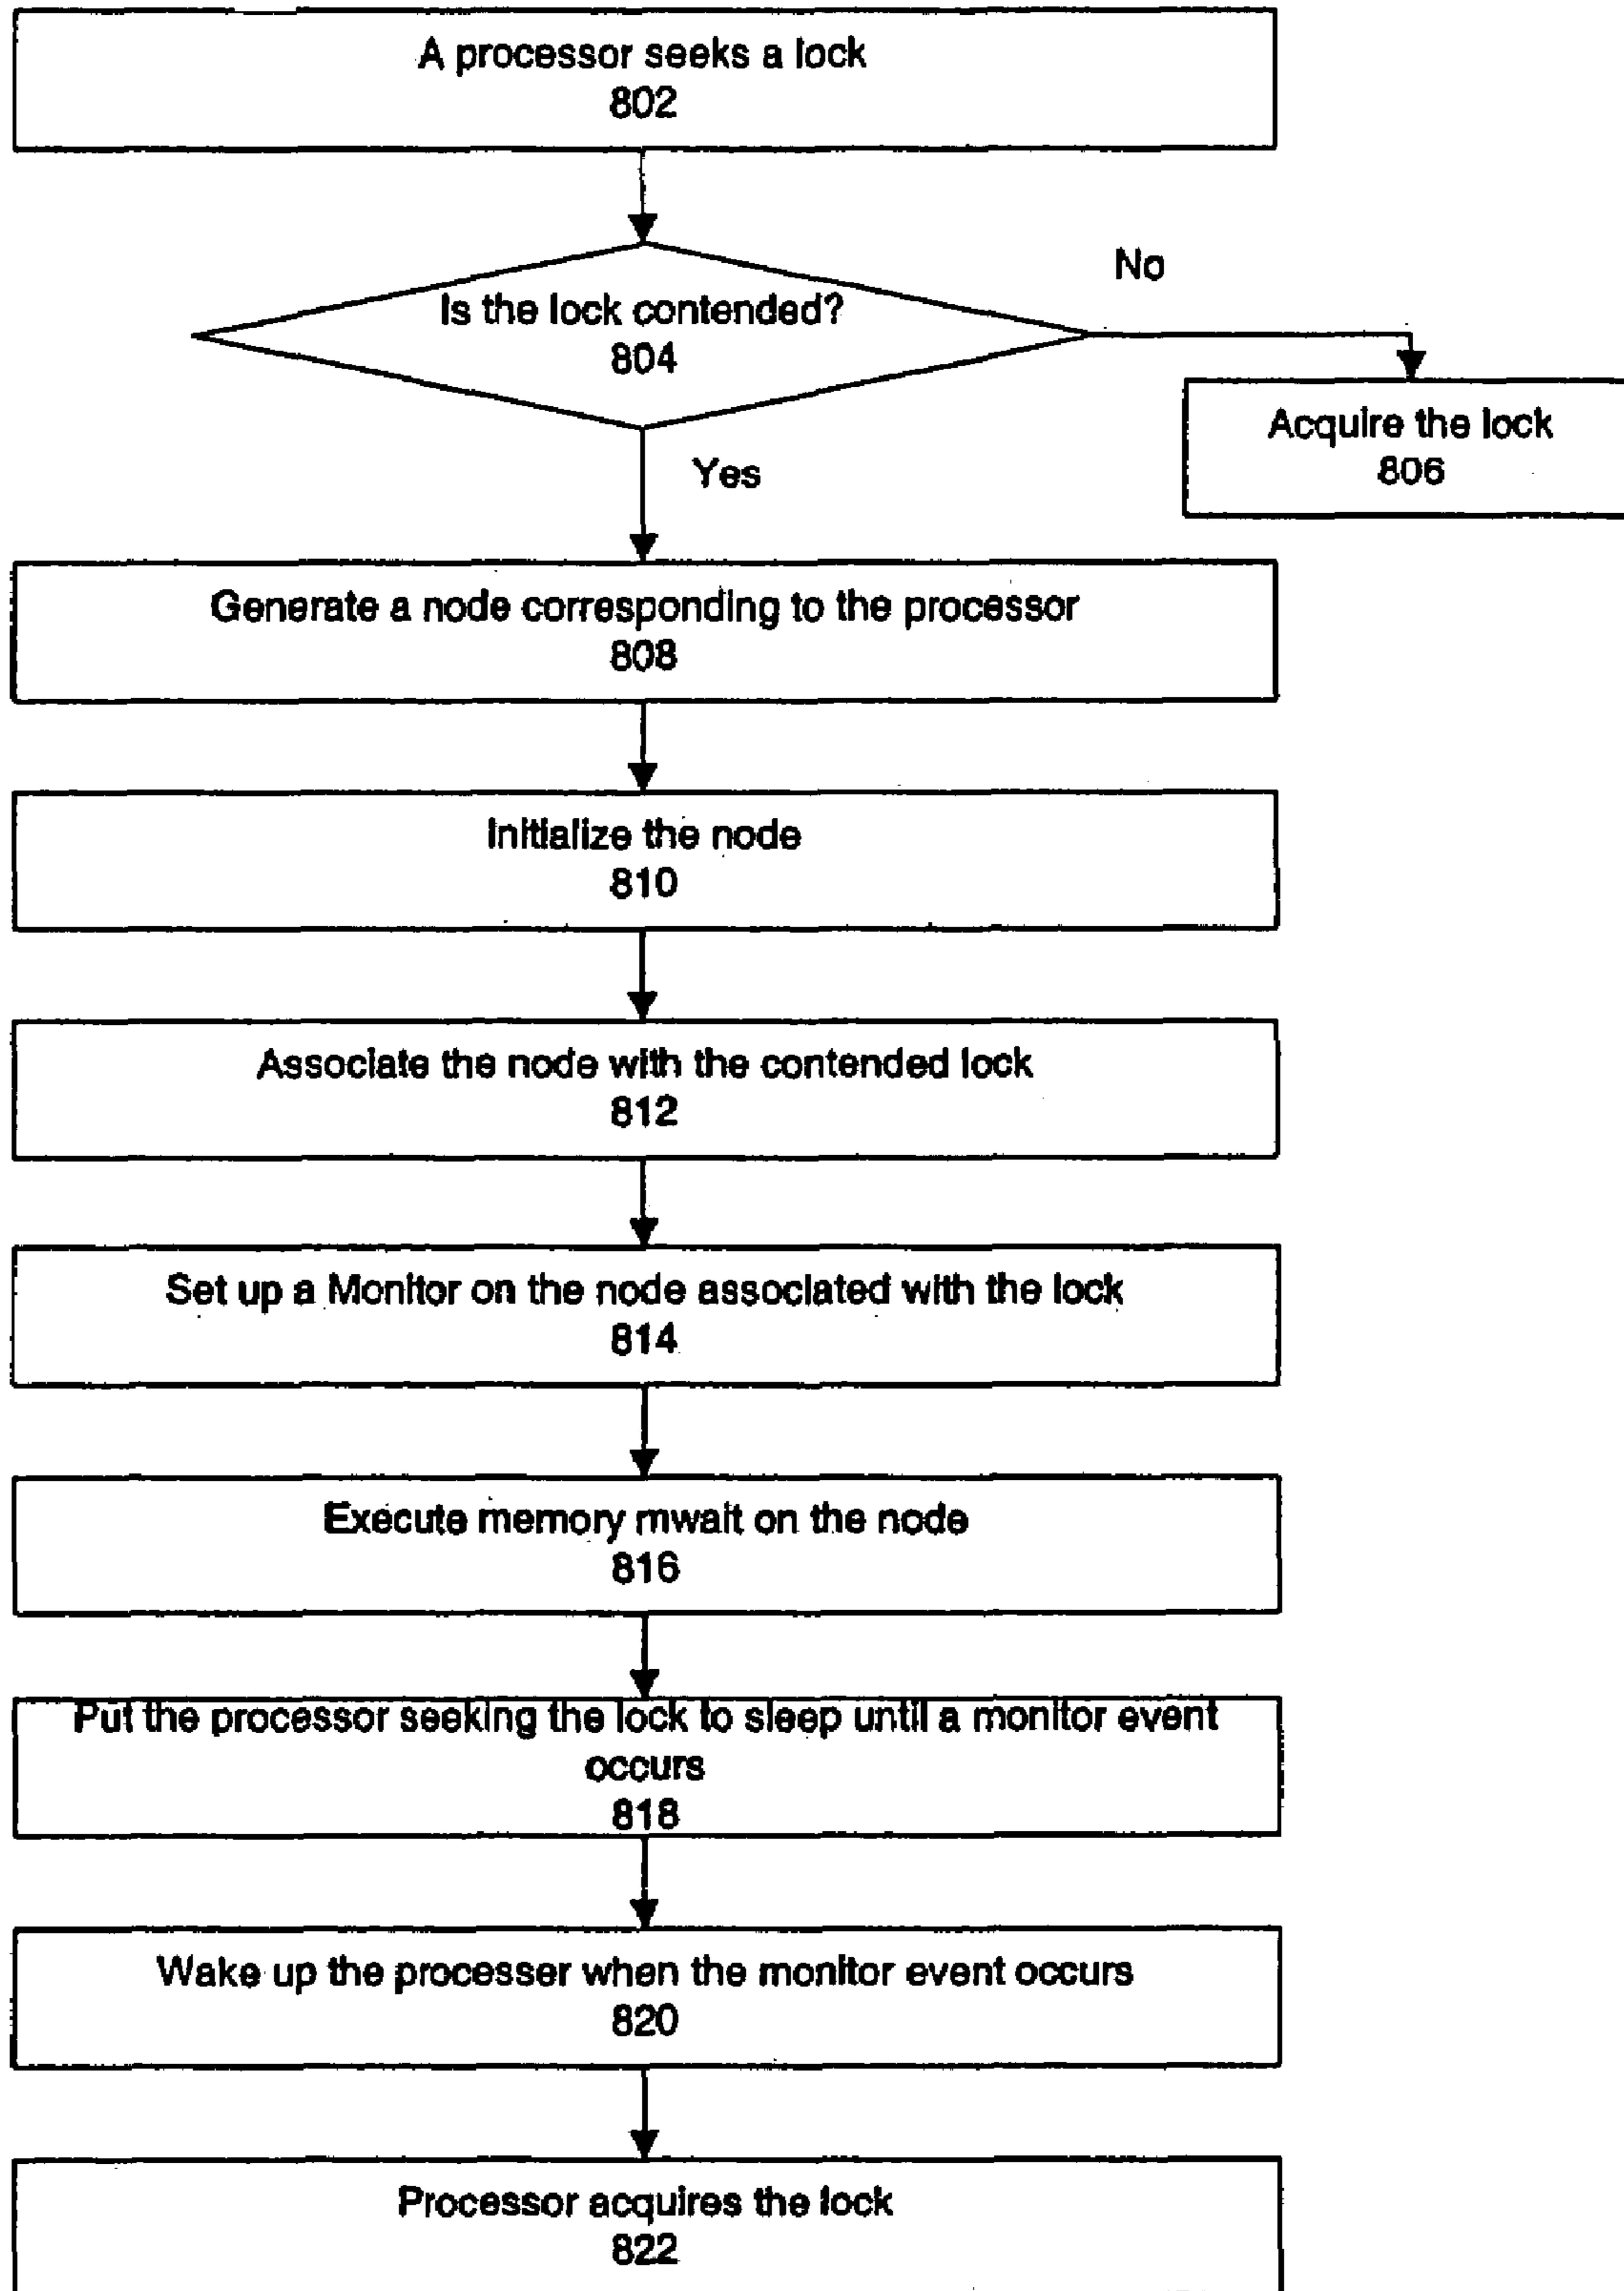 A processor seeks a lock
802
Is the lock contended?
804
No
Acquire the lock
806
Yes
Generate a node corresponding to the processor
808
Initialize the node
810
Associate the node with the contended lock
812
Set up a Monitor on the node associated with the lock
814
Execute memory mwait on the node
816
Put the processor seeking the lock to sleep until a monitor event
occurs
818
Wake up the processer when the monitor event occurs
820
Processor acquires the lock
822